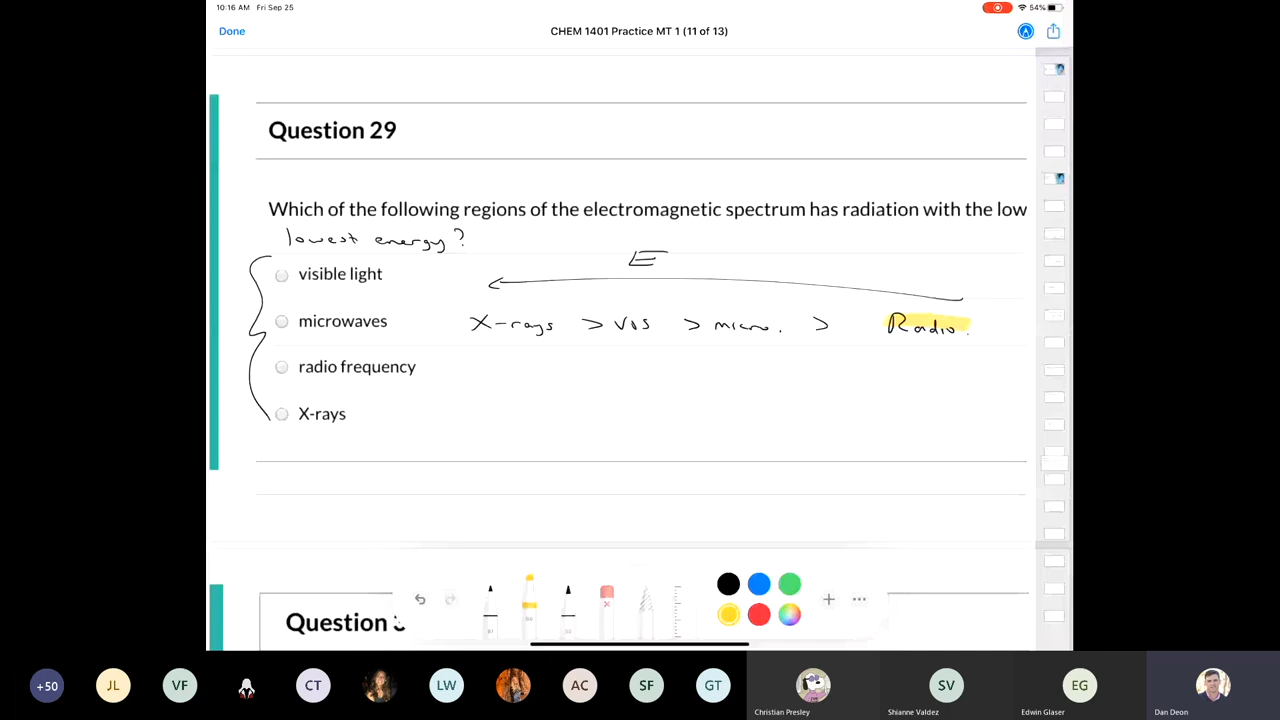 10:16 AM Fri Sep 25
54%
Done
CHEM 1401 Practice MT 1 (11 of 13)
Question 29
Which of the following regions of the electromagnetic spectrum has radiation with the low
lowest energy?
E
visible light
microwaves
X-rays > vis > micro. > Radio.
radio frequency
X-rays
Question
+50
JL
VF
CT
LW
AC
SF
GT
SV
EG
Christian Presley
Shianne Valdez
Edwin Glaser
Dan Deon